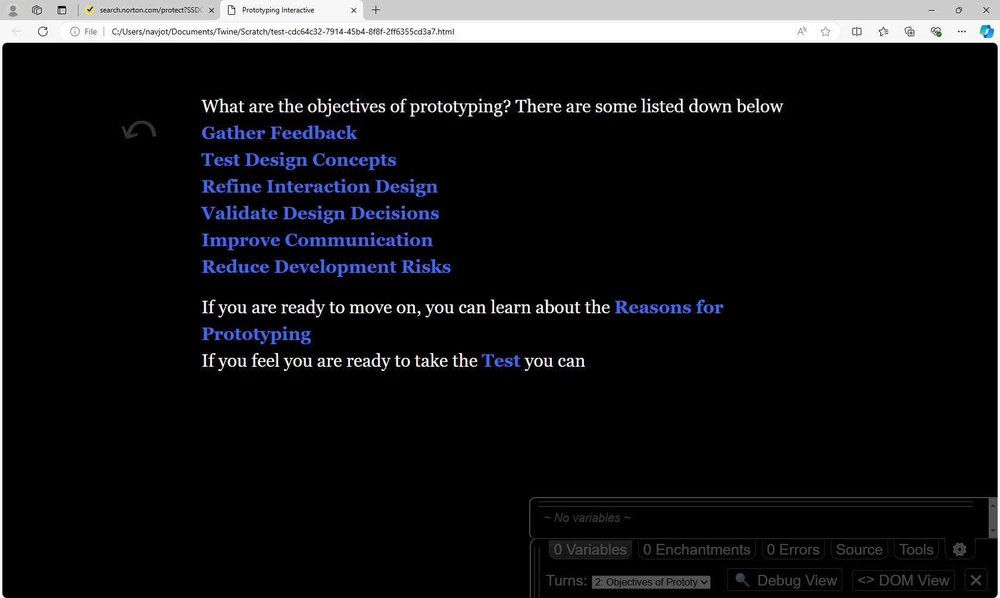 search.norton.com/protect?SSDC
Prototyping Interactive
File
C:/Users/navjot/Documents/Twine/Scratch/test-cdc64c32-7914-45b4-8f8f-2ff6355cd3a7.html
What are the objectives of prototyping? There are some listed down below
Gather Feedback
Test Design Concepts
Refine Interaction Design
Validate Design Decisions
Improve Communication
Reduce Development Risks
If you are ready to move on, you can learn about the Reasons for
Prototyping
If you feel you are ready to take the Test you can
~ No variables ~
0 Variables 0 Enchantments 0 Errors Source Tools
Turns: 2: Objectives of Prototy Debug View <> DOM View